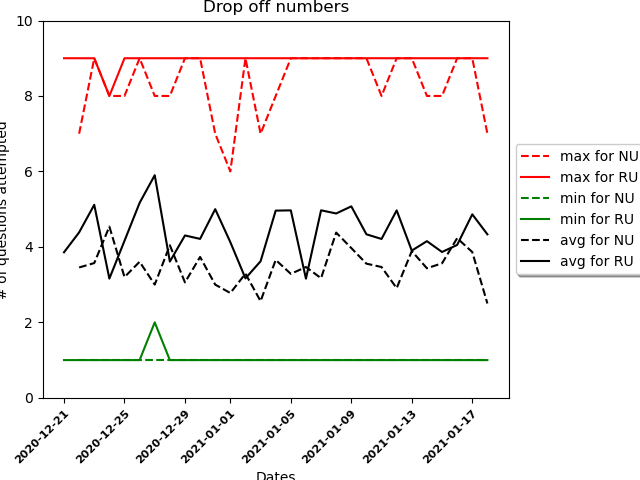 Drop off numbers
# of questions attempted
10
8
6
4
2
0
2020-12-21
2020-12-25
2020-12-29
2021-01-01
2021-01-05
2021-01-09
2021-01-13
2021-01-17
Dates
max for NU
max for RU
min for NU
min for RU
avg for NU
avg for RU